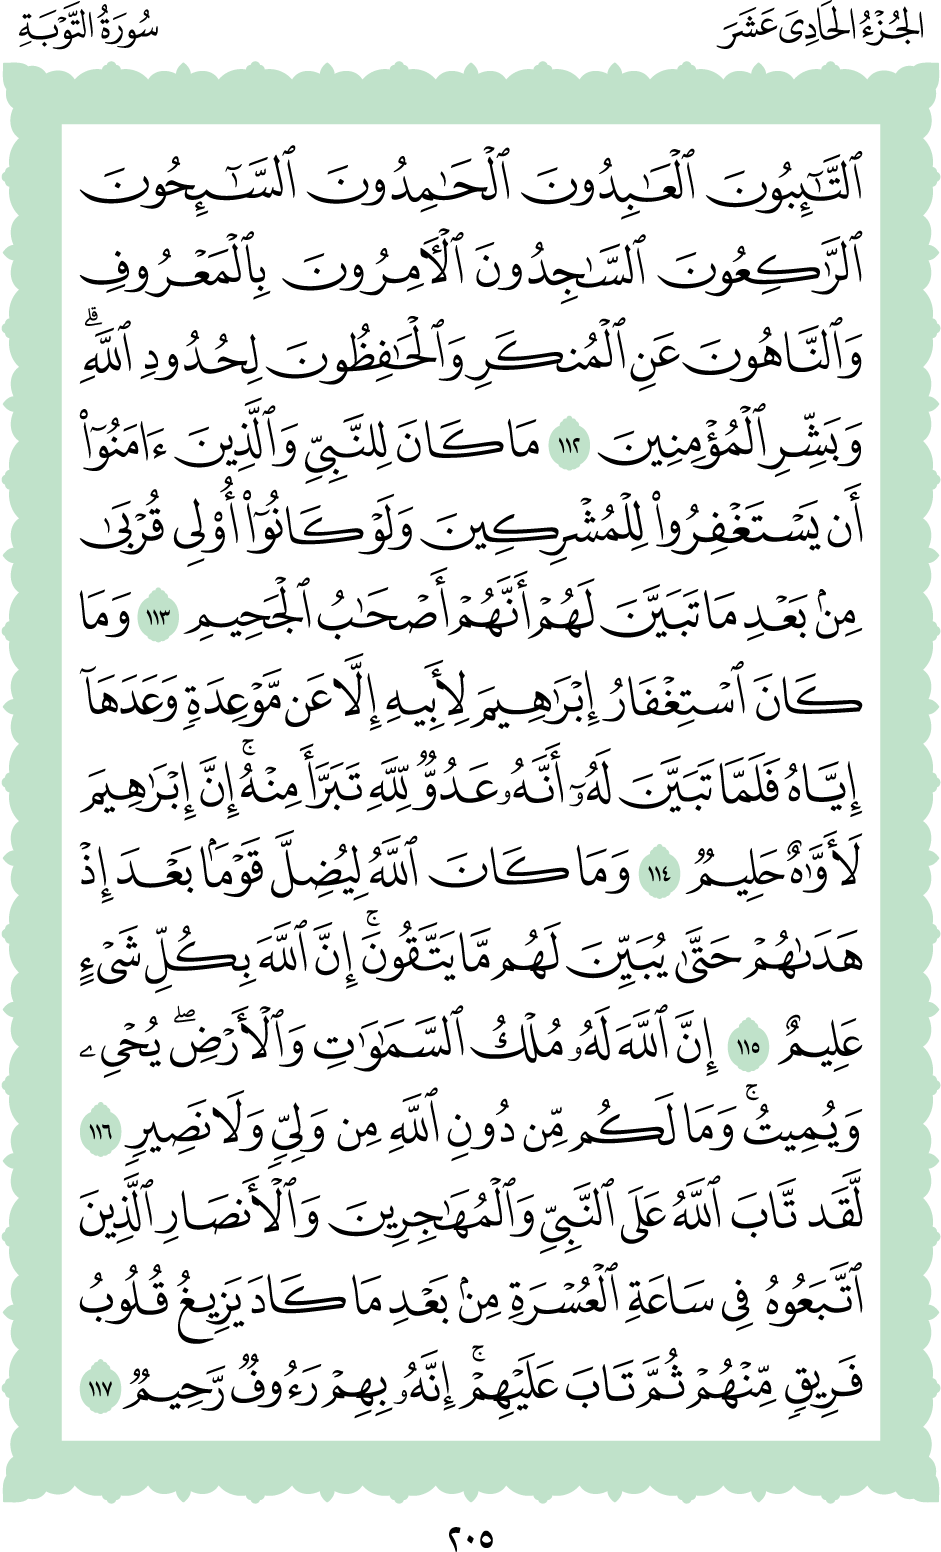 الجُزْءُ الحَادِىَ عَشَرَ
سُورَةُ التَّوْبَةِ
ٱلتَّٰٓئِبُونَ ٱلْعَٰبِدُونَ ٱلْحَٰمِدُونَ ٱلسَّٰٓئِحُونَ
ٱلرَّٰكِعُونَ ٱلسَّٰجِدُونَ ٱلْءَامِرُونَ بِٱلْمَعْرُوفِ
وَٱلنَّاهُونَ عَنِ ٱلْمُنكَرِ وَٱلْحَٰفِظُونَ لِحُدُودِ ٱللَّهِ ۗ
وَبَشِّرِ ٱلْمُؤْمِنِينَ ١١٢ مَا كَانَ لِلنَّبِىِّ وَٱلَّذِينَ ءَامَنُوٓا۟
أَن يَسْتَغْفِرُوا۟ لِلْمُشْرِكِينَ وَلَوْ كَانُوٓا۟ أُو۟لِى قُرْبَىٰ
مِنۢ بَعْدِ مَا تَبَيَّنَ لَهُمْ أَنَّهُمْ أَصْحَٰبُ ٱلْجَحِيمِ ١١٣ وَمَا
كَانَ ٱسْتِغْفَارُ إِبْرَٰهِيمَ لِأَبِيهِ إِلَّا عَن مَّوْعِدَةٍ وَعَدَهَآ
إِيَّاهُ فَلَمَّا تَبَيَّنَ لَهُۥٓ أَنَّهُۥ عَدُوٌّ لِّلَّهِ تَبَرَّأَ مِنْهُ ۚ إِنَّ إِبْرَٰهِيمَ
لَأَوَّٰهٌ حَلِيمٌ ١١٤ وَمَا كَانَ ٱللَّهُ لِيُضِلَّ قَوْمًۢا بَعْدَ إِذْ
هَدَىٰهُمْ حَتَّىٰ يُبَيِّنَ لَهُم مَّا يَتَّقُونَ ۚ إِنَّ ٱللَّهَ بِكُلِّ شَىْءٍ
عَلِيمٌ ١١٥ إِنَّ ٱللَّهَ لَهُۥ مُلْكُ ٱلسَّمَٰوَٰتِ وَٱلْأَرْضِ ۖ يُحْىِۦ
وَيُمِيتُ ۚ وَمَا لَكُم مِّن دُونِ ٱللَّهِ مِن وَلِىٍّ وَلَا نَصِيرٍ ١١٦
لَّقَد تَّابَ ٱللَّهُ عَلَى ٱلنَّبِىِّ وَٱلْمُهَٰجِرِينَ وَٱلْأَنصَارِ ٱلَّذِينَ
ٱتَّبَعُوهُ فِى سَاعَةِ ٱلْعُسْرَةِ مِنۢ بَعْدِ مَا كَادَ يَزِيغُ قُلُوبُ
فَرِيقٍ مِّنْهُمْ ثُمَّ تَابَ عَلَيْهِمْ ۚ إِنَّهُۥ بِهِمْ رَءُوفٌ رَّحِيمٌ ١١٧
٢٠٥